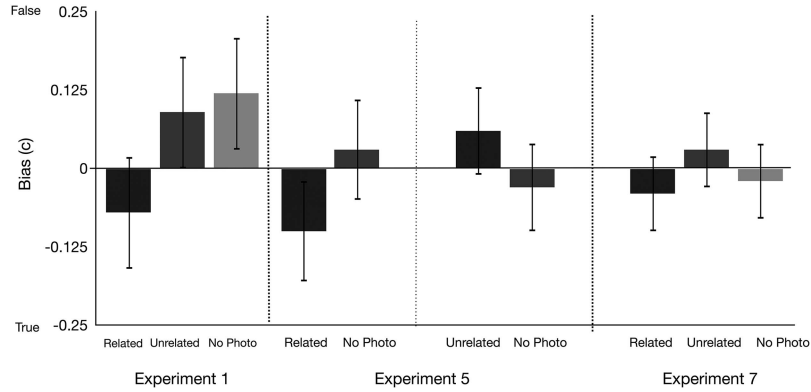 False
0.25
0.125
0
-0.125
True
-0.25
Bias (c)
Related Unrelated No Photo Related No Photo Unrelated No Photo Related Unrelated No Photo
Experiment 1 Experiment 5 Experiment 7